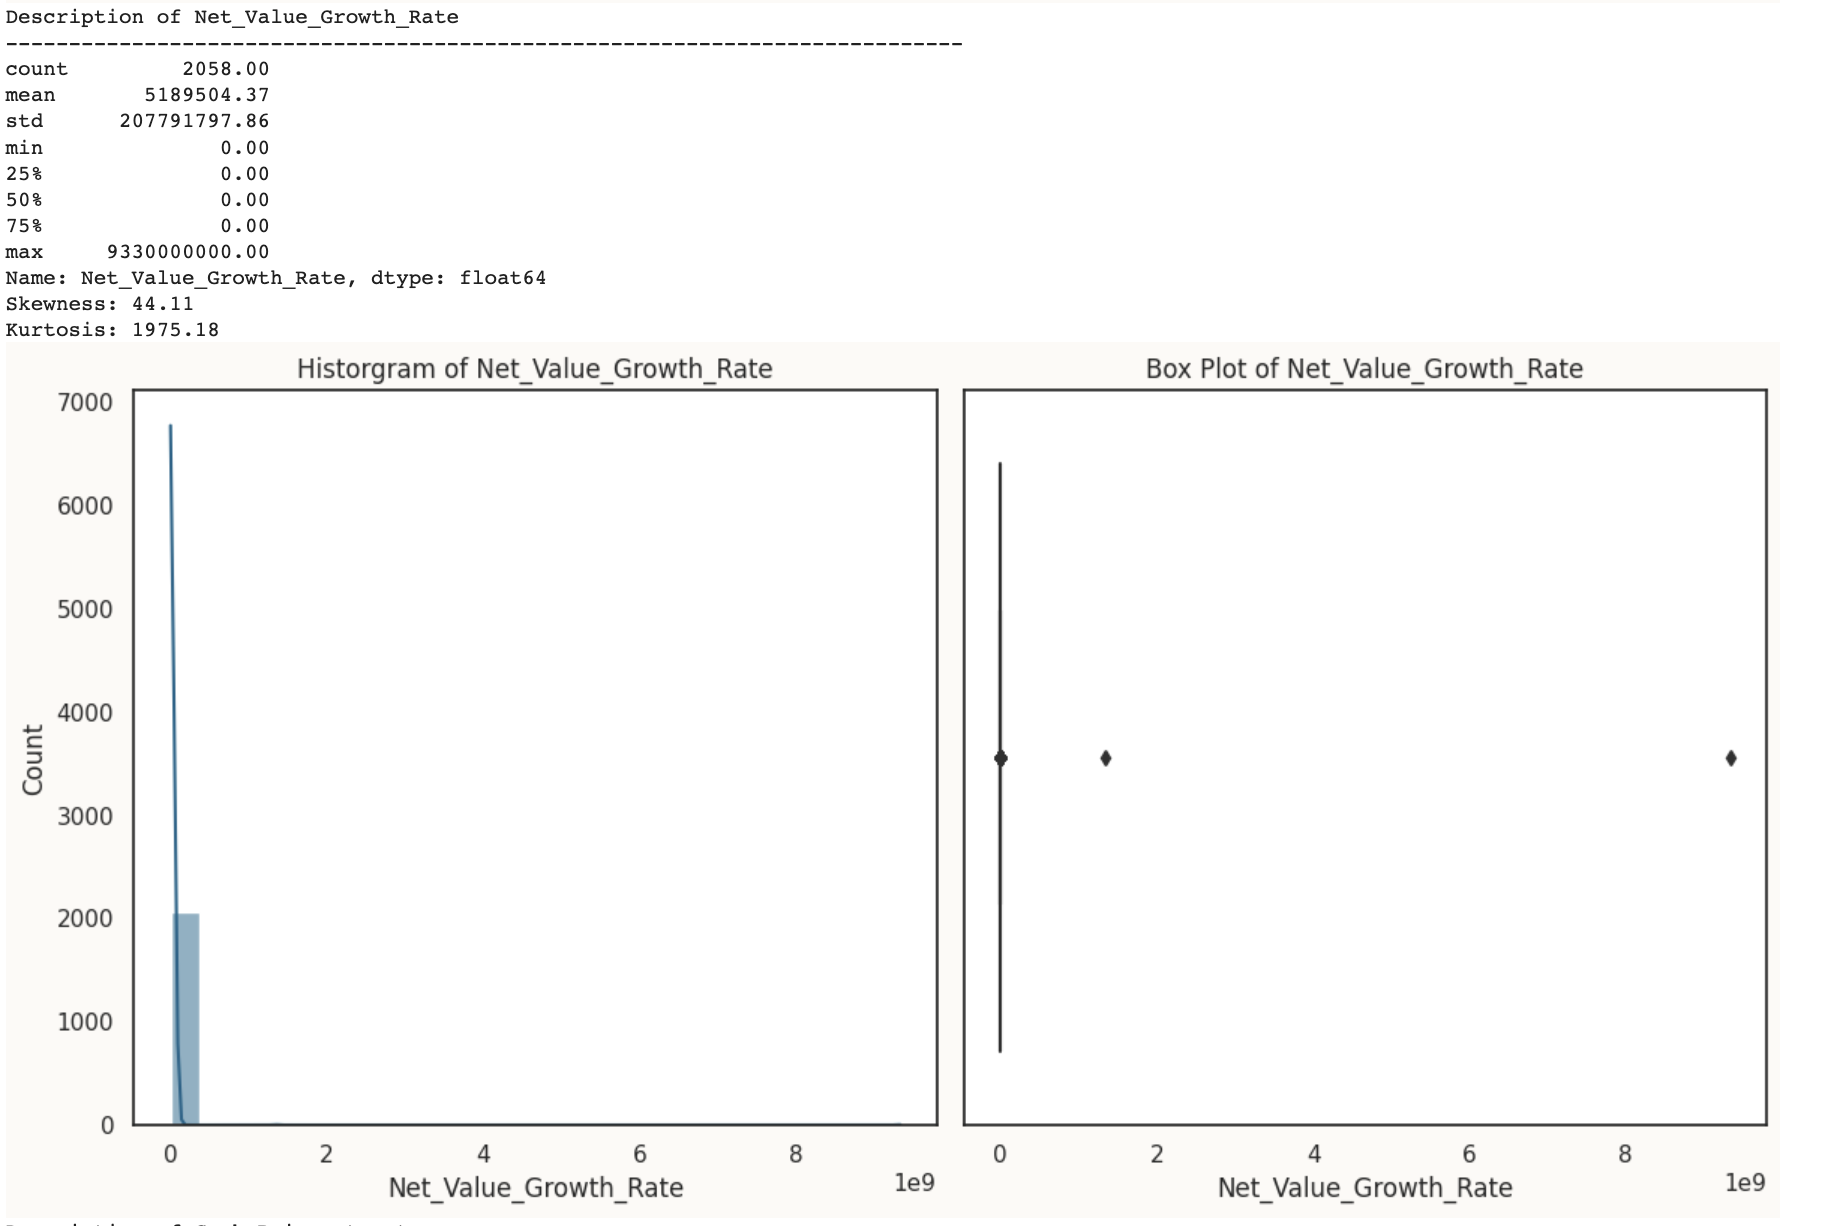 Description of Net_Value_Growth_Rate
----------------------------------------------------------------------------
count 2058.00
mean 5189504.37
std 207791797.86
min 0.00
25% 0.00
50% 0.00
75% 0.00
max 9330000000.00
Name: Net_Value_Growth_Rate, dtype: float64
Skewness: 44.11
Kurtosis: 1975.18
Historgram of Net_Value_Growth_Rate
7000
6000
5000
4000
3000
2000
1000
0
Count
0 2 4 6 8
1e9
Net_Value_Growth_Rate
Box Plot of Net_Value_Growth_Rate
0 2 4 6 8
1e9
Net_Value_Growth_Rate